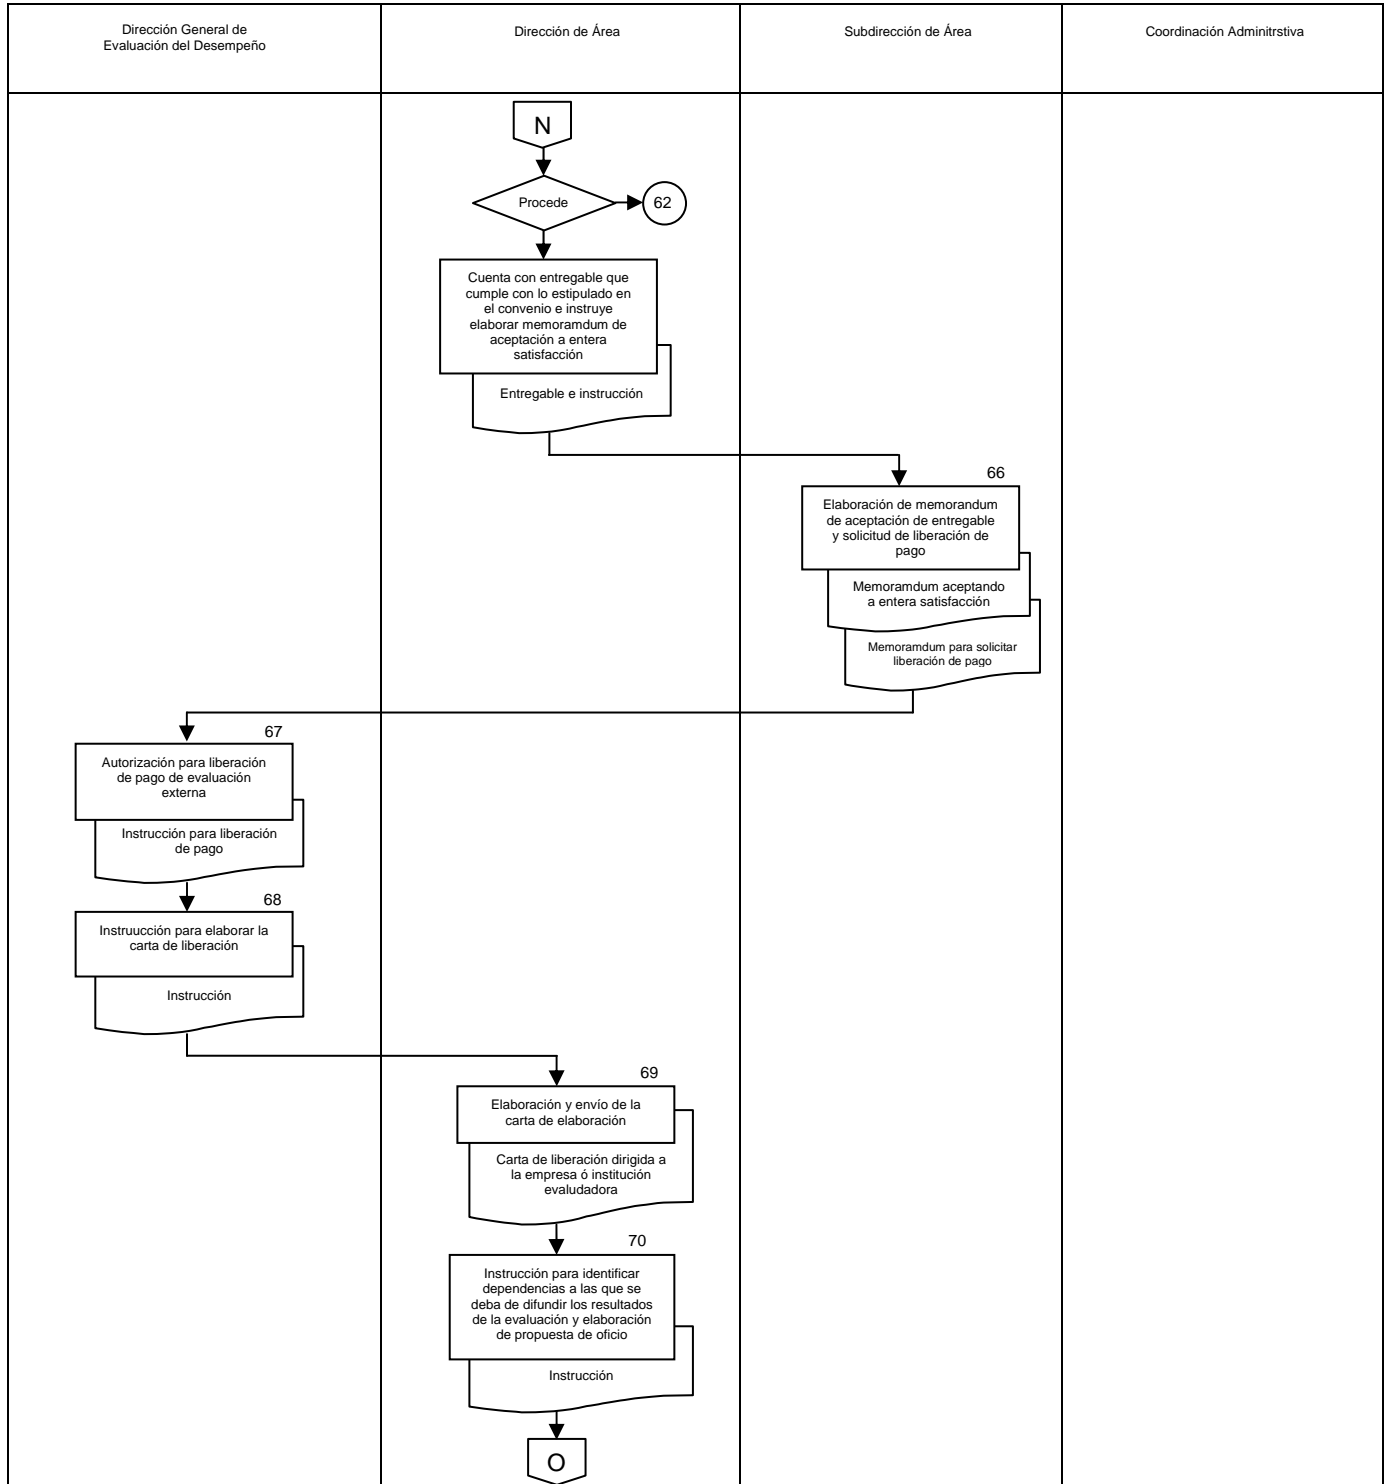 Dirección General de
Evaluación del Desempeño
Dirección de Área
Subdirección de Área
Coordinación Adminitrstiva
N
Procede
62
Cuenta con entregable que
cumple con lo estipulado en
el convenio e instruye
elaborar memoramdum de
aceptación a entera
satisfacción
Entregable e instrucción
66
Elaboración de memorandum
de aceptación de entregable
y solicitud de liberación de
pago
Memoramdum aceptando
a entera satisfacción
Memoramdum para solicitar
liberación de pago
67
Autorización para liberación
de pago de evaluación
externa
Instrucción para liberación
de pago
68
Instruucción para elaborar la
carta de liberación
Instrucción
69
Elaboración y envío de la
carta de elaboración
Carta de liberación dirigida a
la empresa ó institución
evaludadora
70
Instrucción para identificar
dependencias a las que se
deba de difundir los resultados
de la evaluación y elaboración
de propuesta de oficio
Instrucción
O